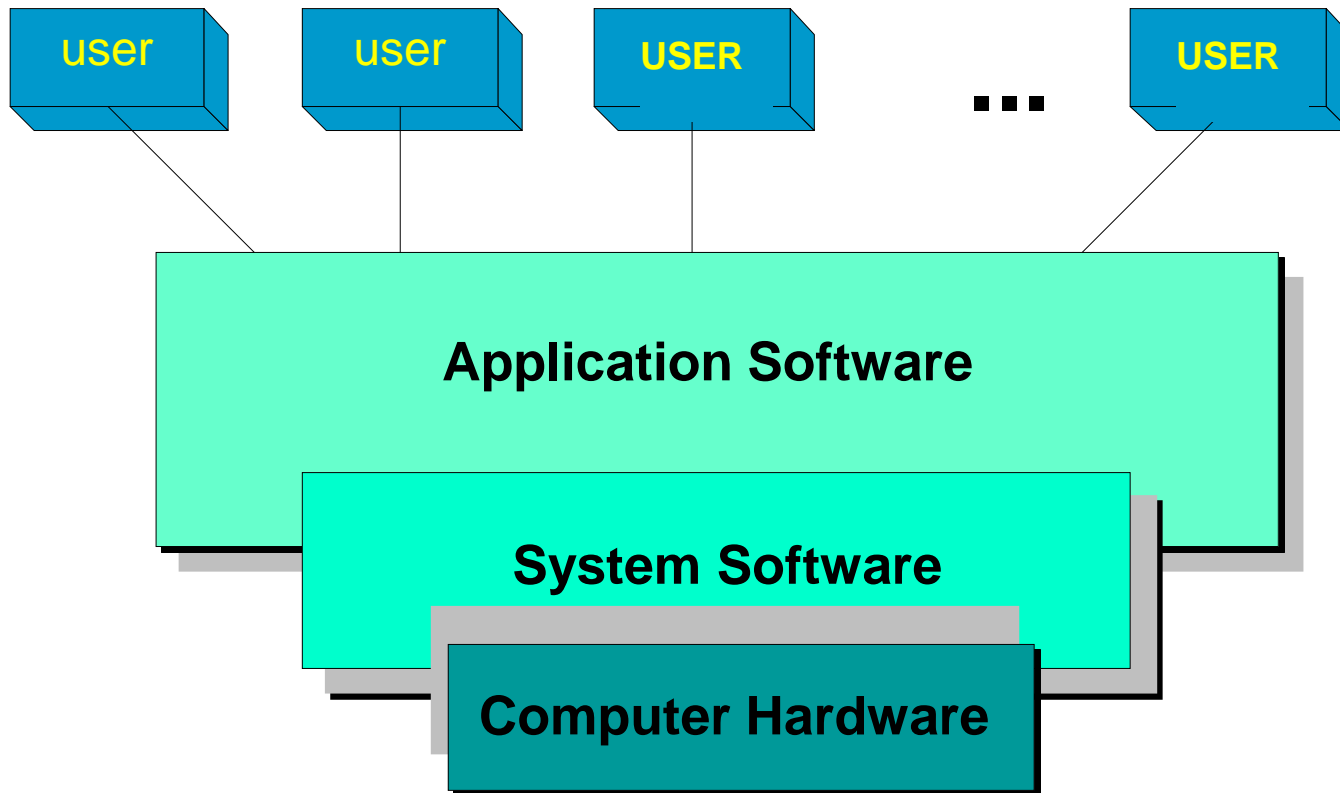 user
user
USER
...
USER
Application Software
System Software
Computer Hardware